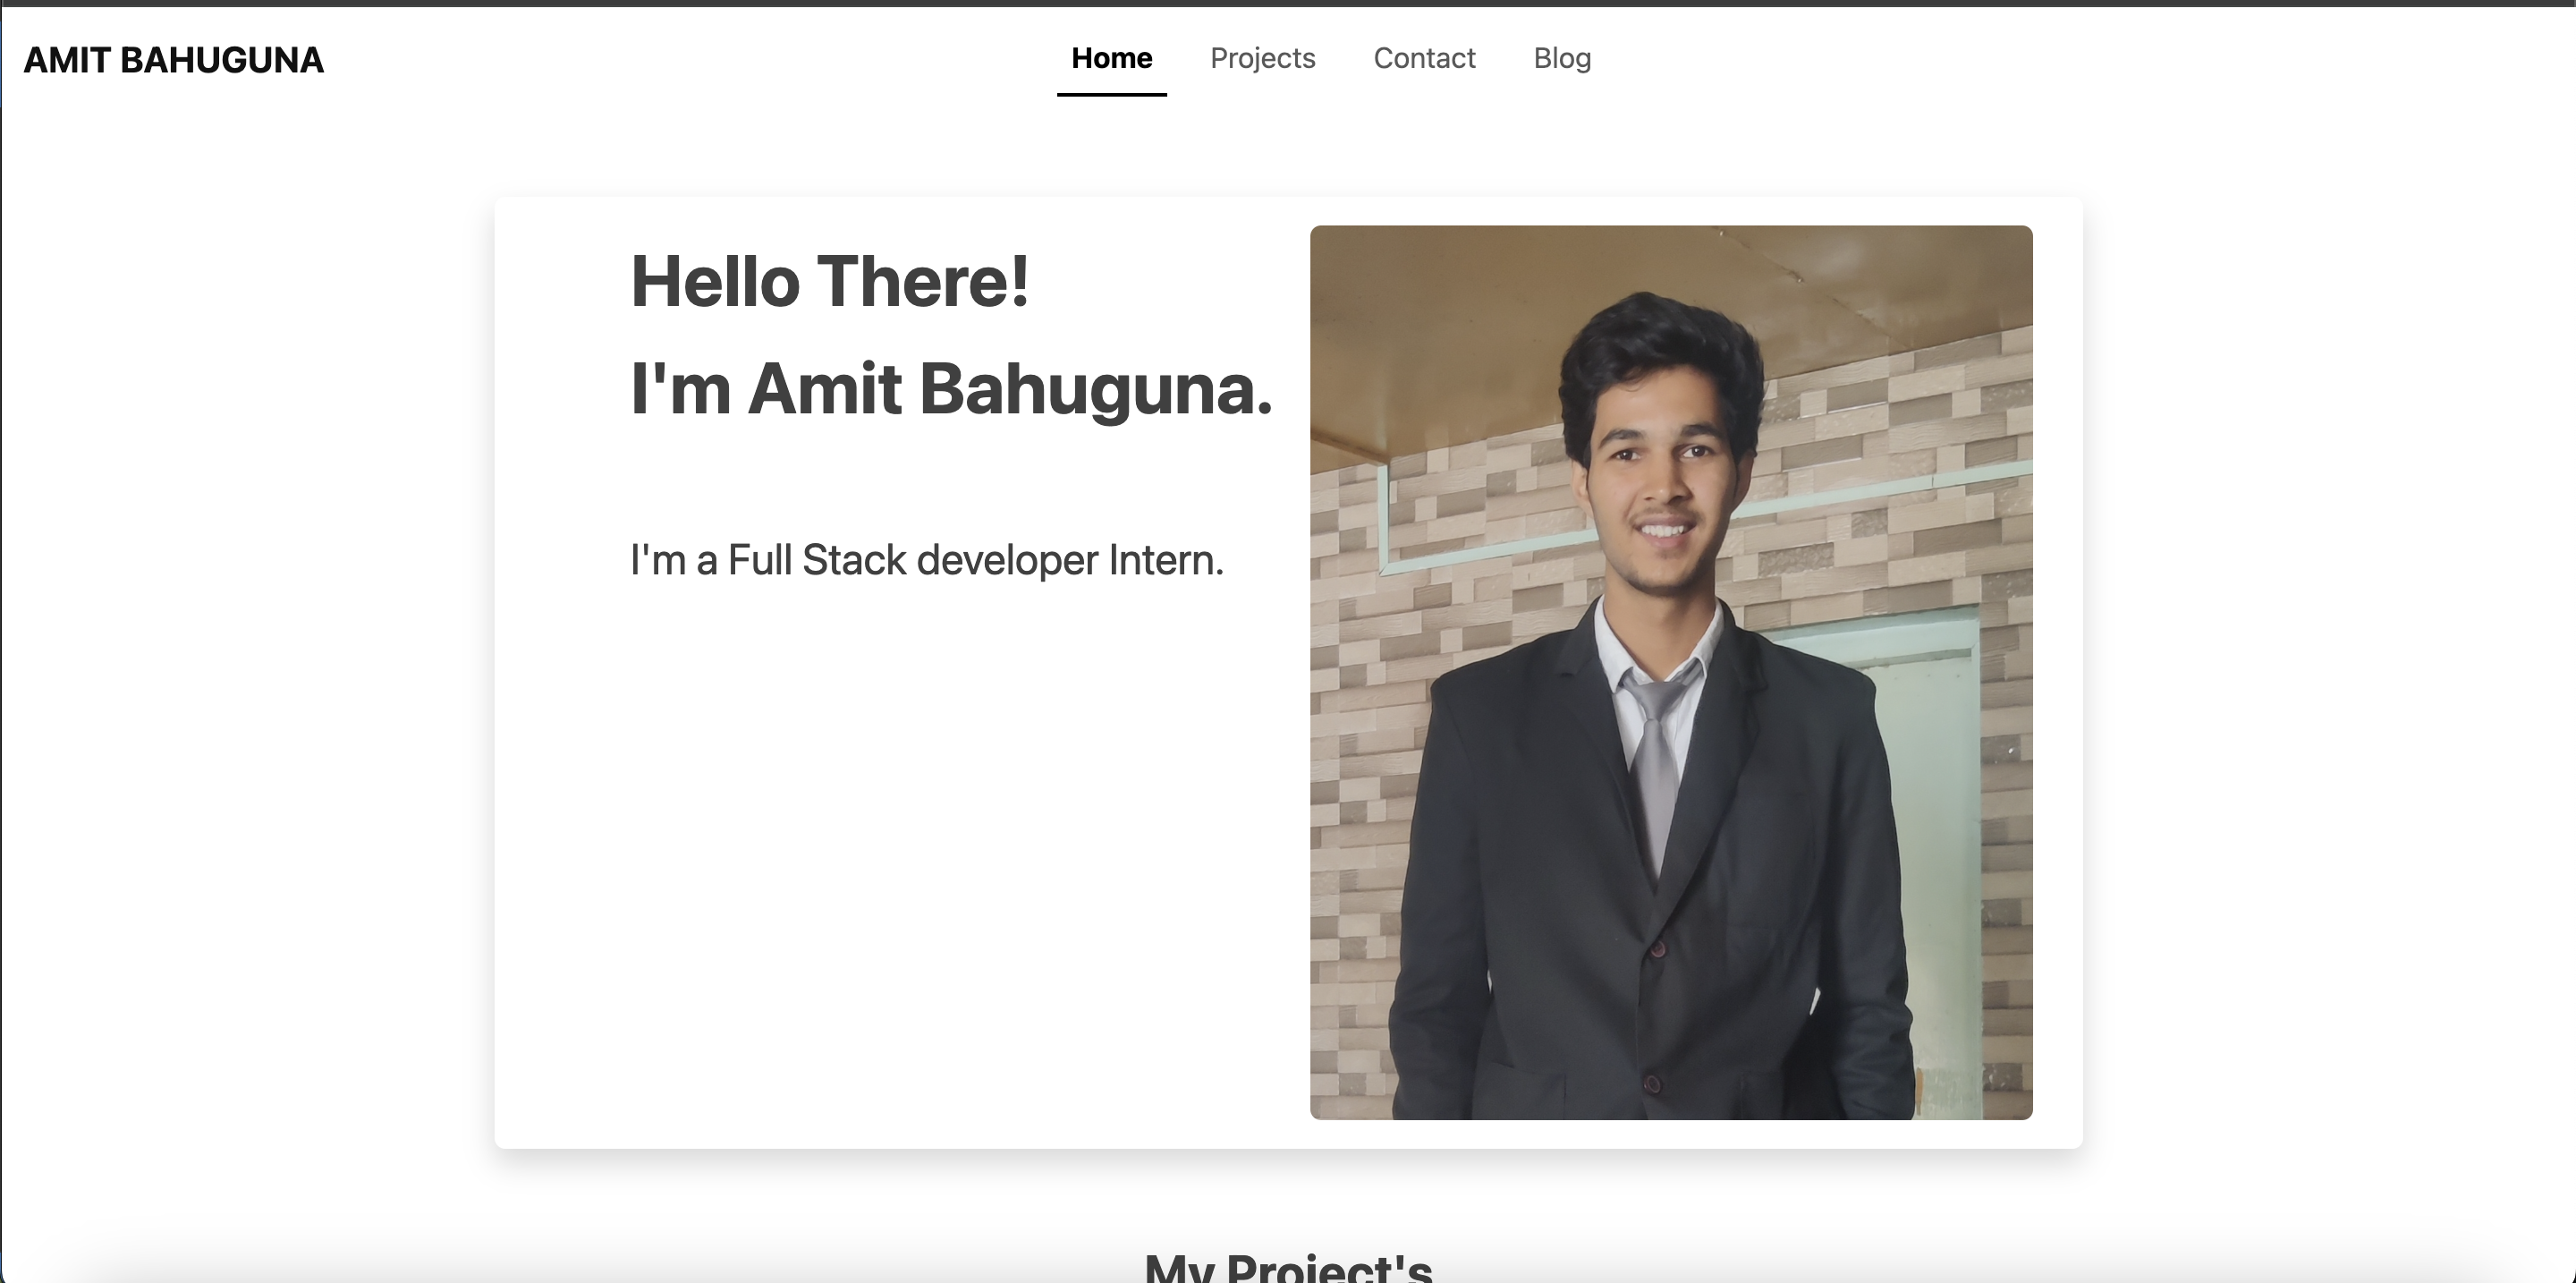 AMIT BAHUGUNA
Home Projects Contact Blog
Hello There!
I'm Amit Bahuguna.
I'm a Full Stack developer Intern.
My Project's